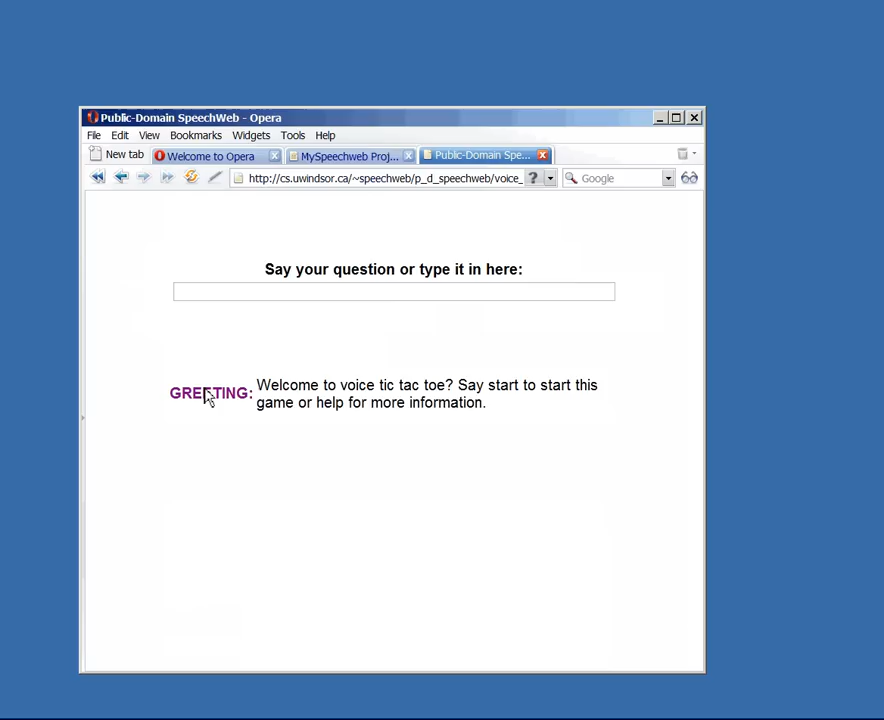 Public-Domain SpeechWeb - Opera
File Edit View Bookmarks Widgets Tools Help
New tab Welcome to Opera MySpeechweb Proj... Public-Domain Spe...
http://cs.uwindsor.ca/~speechweb/p_d_speechweb/voice_ ? Google
Say your question or type it in here:
GREETING: Welcome to voice tic tac toe? Say start to start this
game or help for more information.